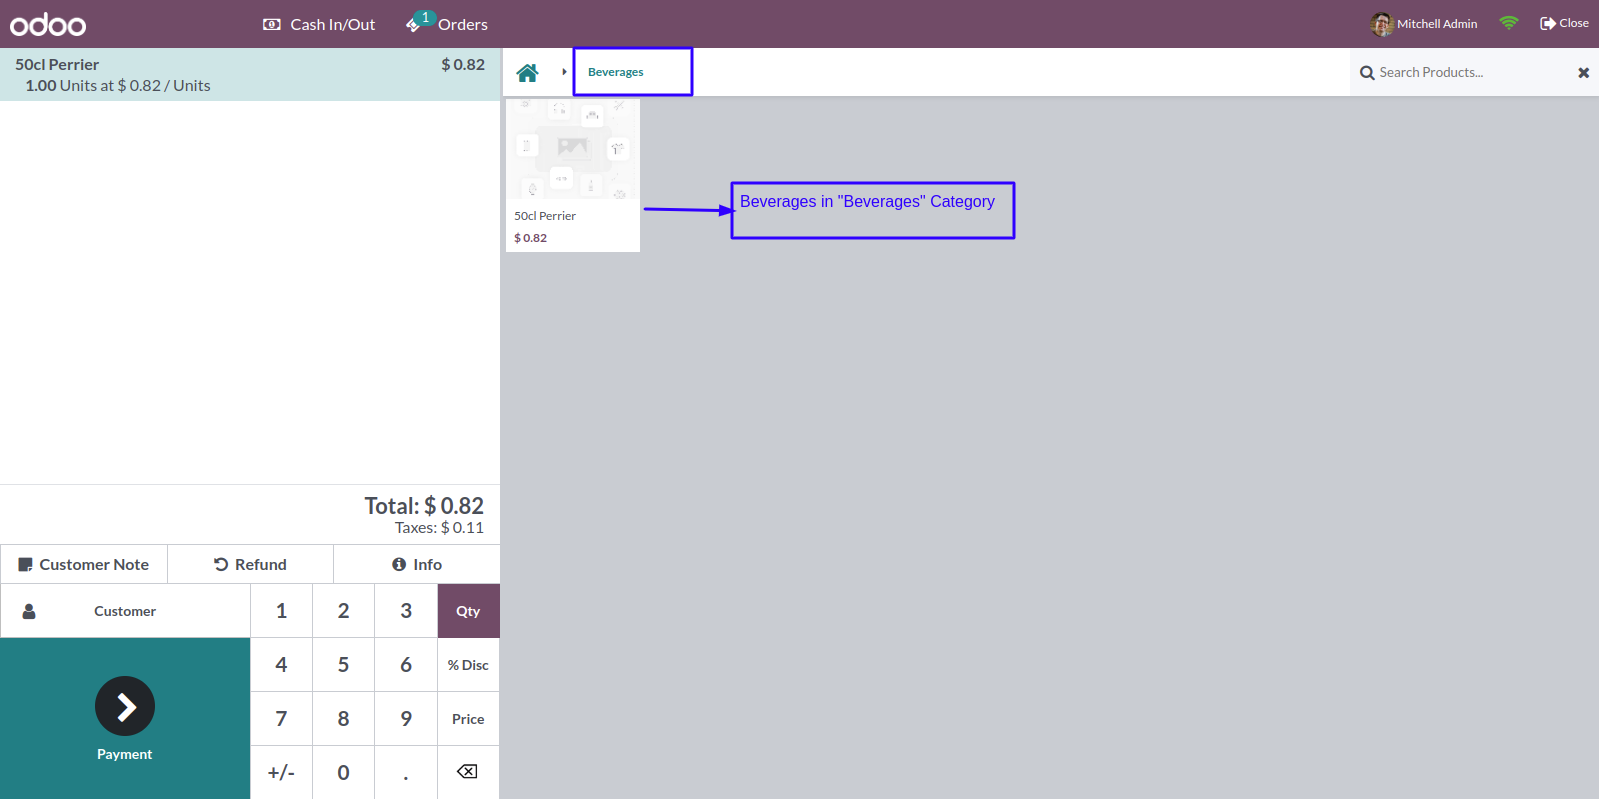 odoo
Cash In/Out
1
Orders
Mitchell Admin
Close
50cl Perrier
$ 0.82
1.00 Units at $ 0.82 / Units
Beverages
Search Products...
50cl Perrier
$ 0.82
Beverages in "Beverages" Category
Total: $ 0.82
Taxes: $ 0.11
Customer Note
Refund
Info
Customer
1
2
3
Qty
4
5
6
% Disc
7
8
9
Price
Payment
+/-
0
.